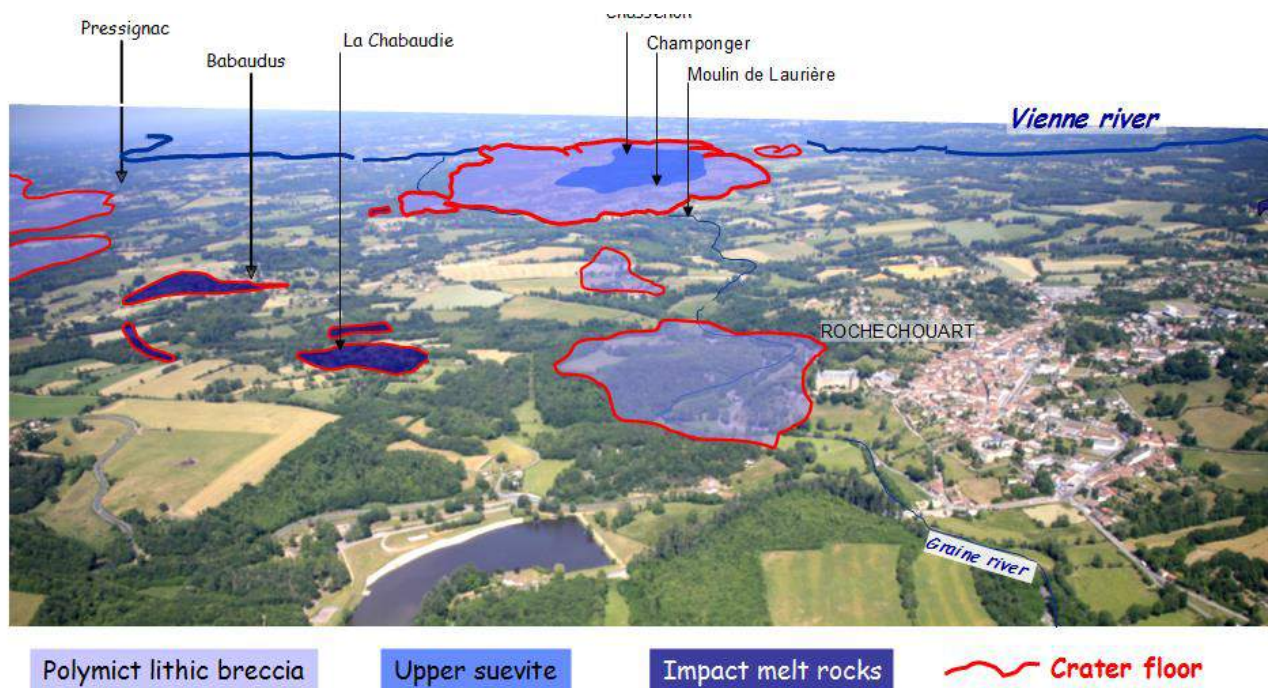 Pressignac
Babaudus
La Chabaudie
Champonger
Moulin de Laurière
Vienne river
ROCHECHOUART
Graine river
Polymict lithic breccia
Upper suevite
Impact melt rocks
Crater floor